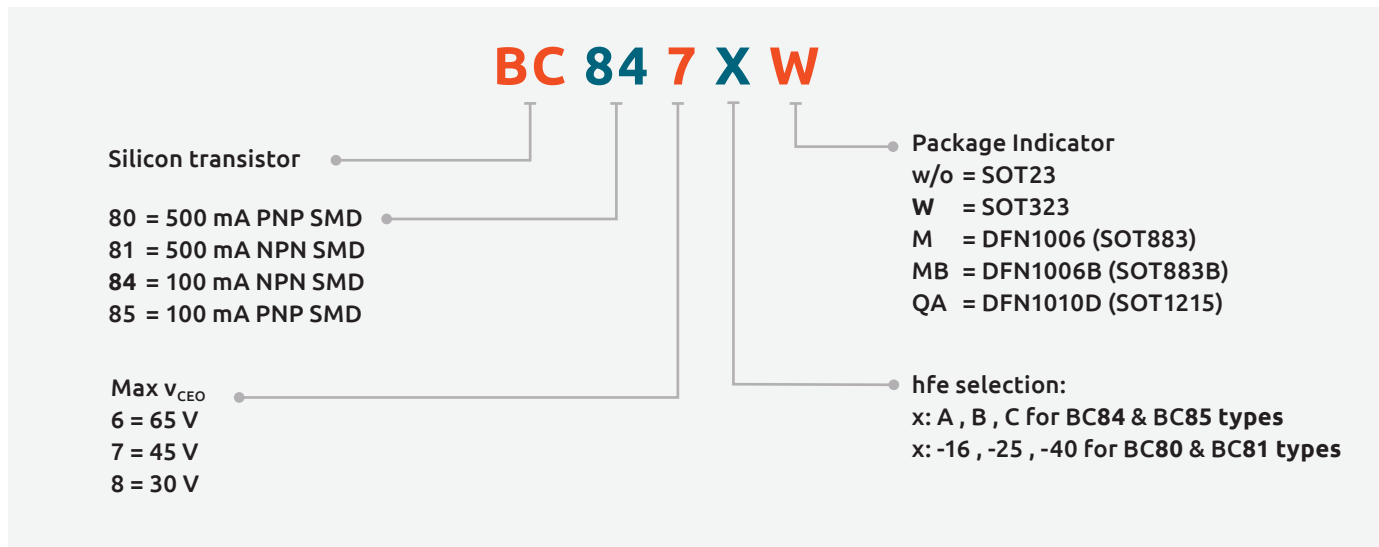 BC 84 7 X W
Silicon transistor
80 = 500 mA PNP SMD
81 = 500 mA NPN SMD
84 = 100 mA NPN SMD
85 = 100 mA PNP SMD
Max vCEO
6 = 65 V
7 = 45 V
8 = 30 V
Package Indicator
w/o = SOT23
W = SOT323
M = DFN1006 (SOT883)
MB = DFN1006B (SOT883B)
QA = DFN1010D (SOT1215)
hfe selection:
x: A , B , C for BC84 & BC85 types
x: -16 , -25 , -40 for BC80 & BC81 types